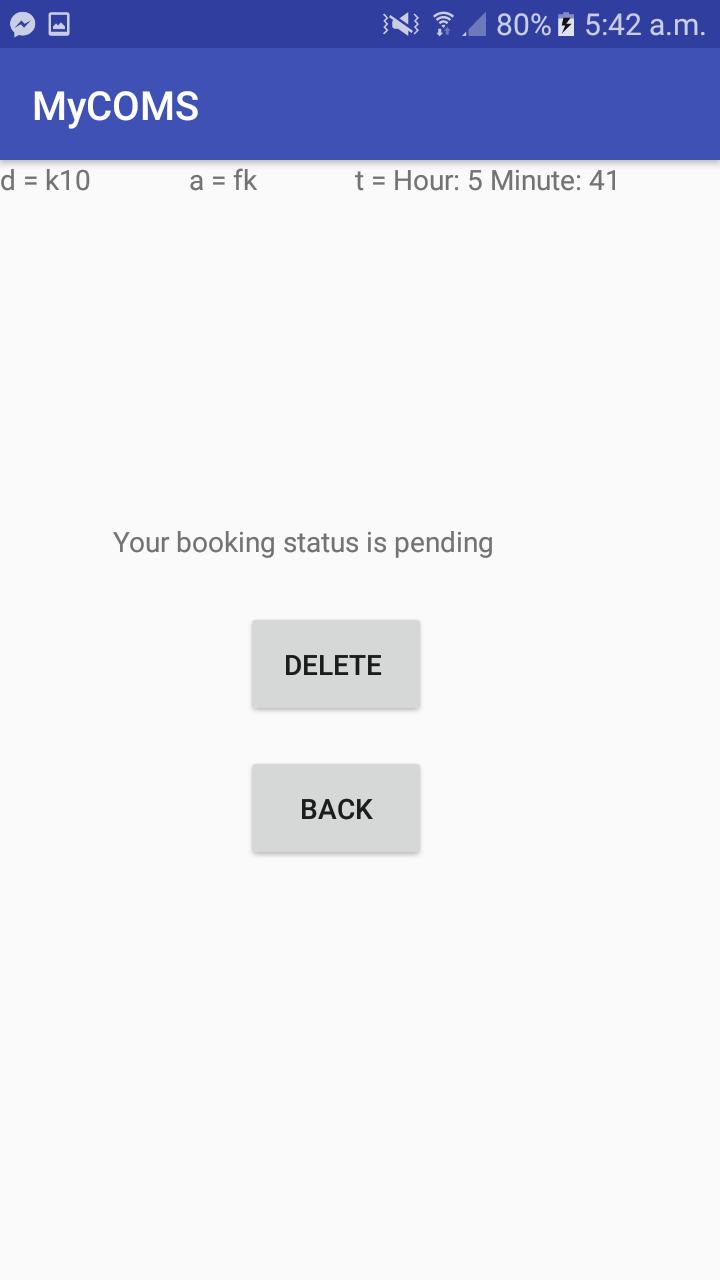 80% 5:42 a.m.
MyCOMS
d = k10 a = fk t = Hour: 5 Minute: 41
Your booking status is pending
DELETE
BACK